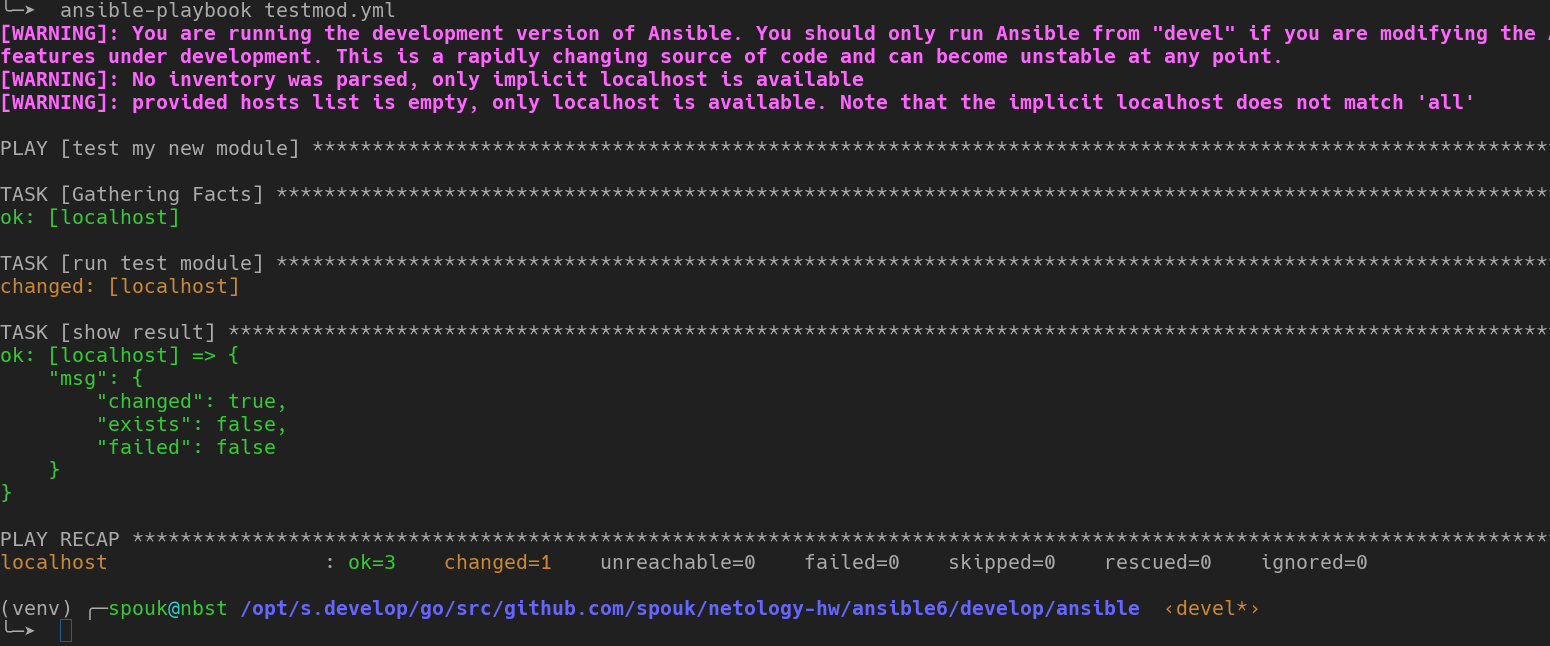 ╰─➤  ansible-playbook testmod.yml
[WARNING]: You are running the development version of Ansible. You should only run Ansible from "devel" if you are modifying the
features under development. This is a rapidly changing source of code and can become unstable at any point.
[WARNING]: No inventory was parsed, only implicit localhost is available
[WARNING]: provided hosts list is empty, only localhost is available. Note that the implicit localhost does not match 'all'
PLAY [test my new module] *******************************************************************************************************
TASK [Gathering Facts] **********************************************************************************************************
ok: [localhost]
TASK [run test module] **********************************************************************************************************
changed: [localhost]
TASK [show result] **************************************************************************************************************
ok: [localhost] => {
    "msg": {
        "changed": true,
        "exists": false,
        "failed": false
    }
}
PLAY RECAP **********************************************************************************************************************
localhost                  : ok=3    changed=1    unreachable=0    failed=0    skipped=0    rescued=0    ignored=0
(venv) ╭─spouk@nbst /opt/s.develop/go/src/github.com/spouk/netology-hw/ansible6/develop/ansible  ‹devel*›
╰─➤